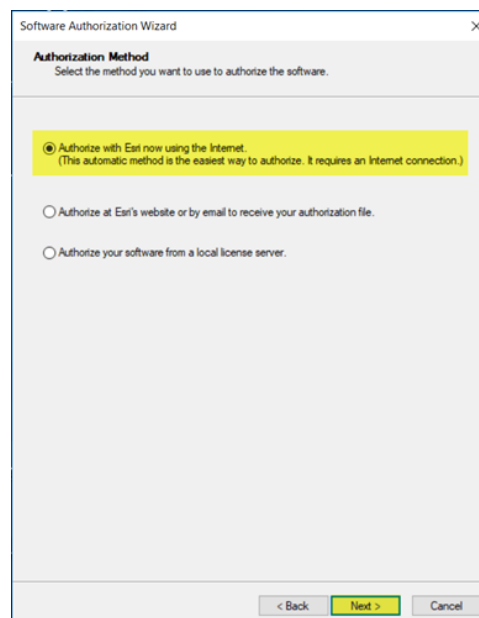 Software Authorization Wizard
Authorization Method
Select the method you want to use to authorize the software.
Authorize with Esri now using the Internet.
(This automatic method is the easiest way to authorize. It requires an Internet connection.)
Authorize at Esri's website or by email to receive your authorization file.
Authorize your software from a local license server.
< Back Next > Cancel